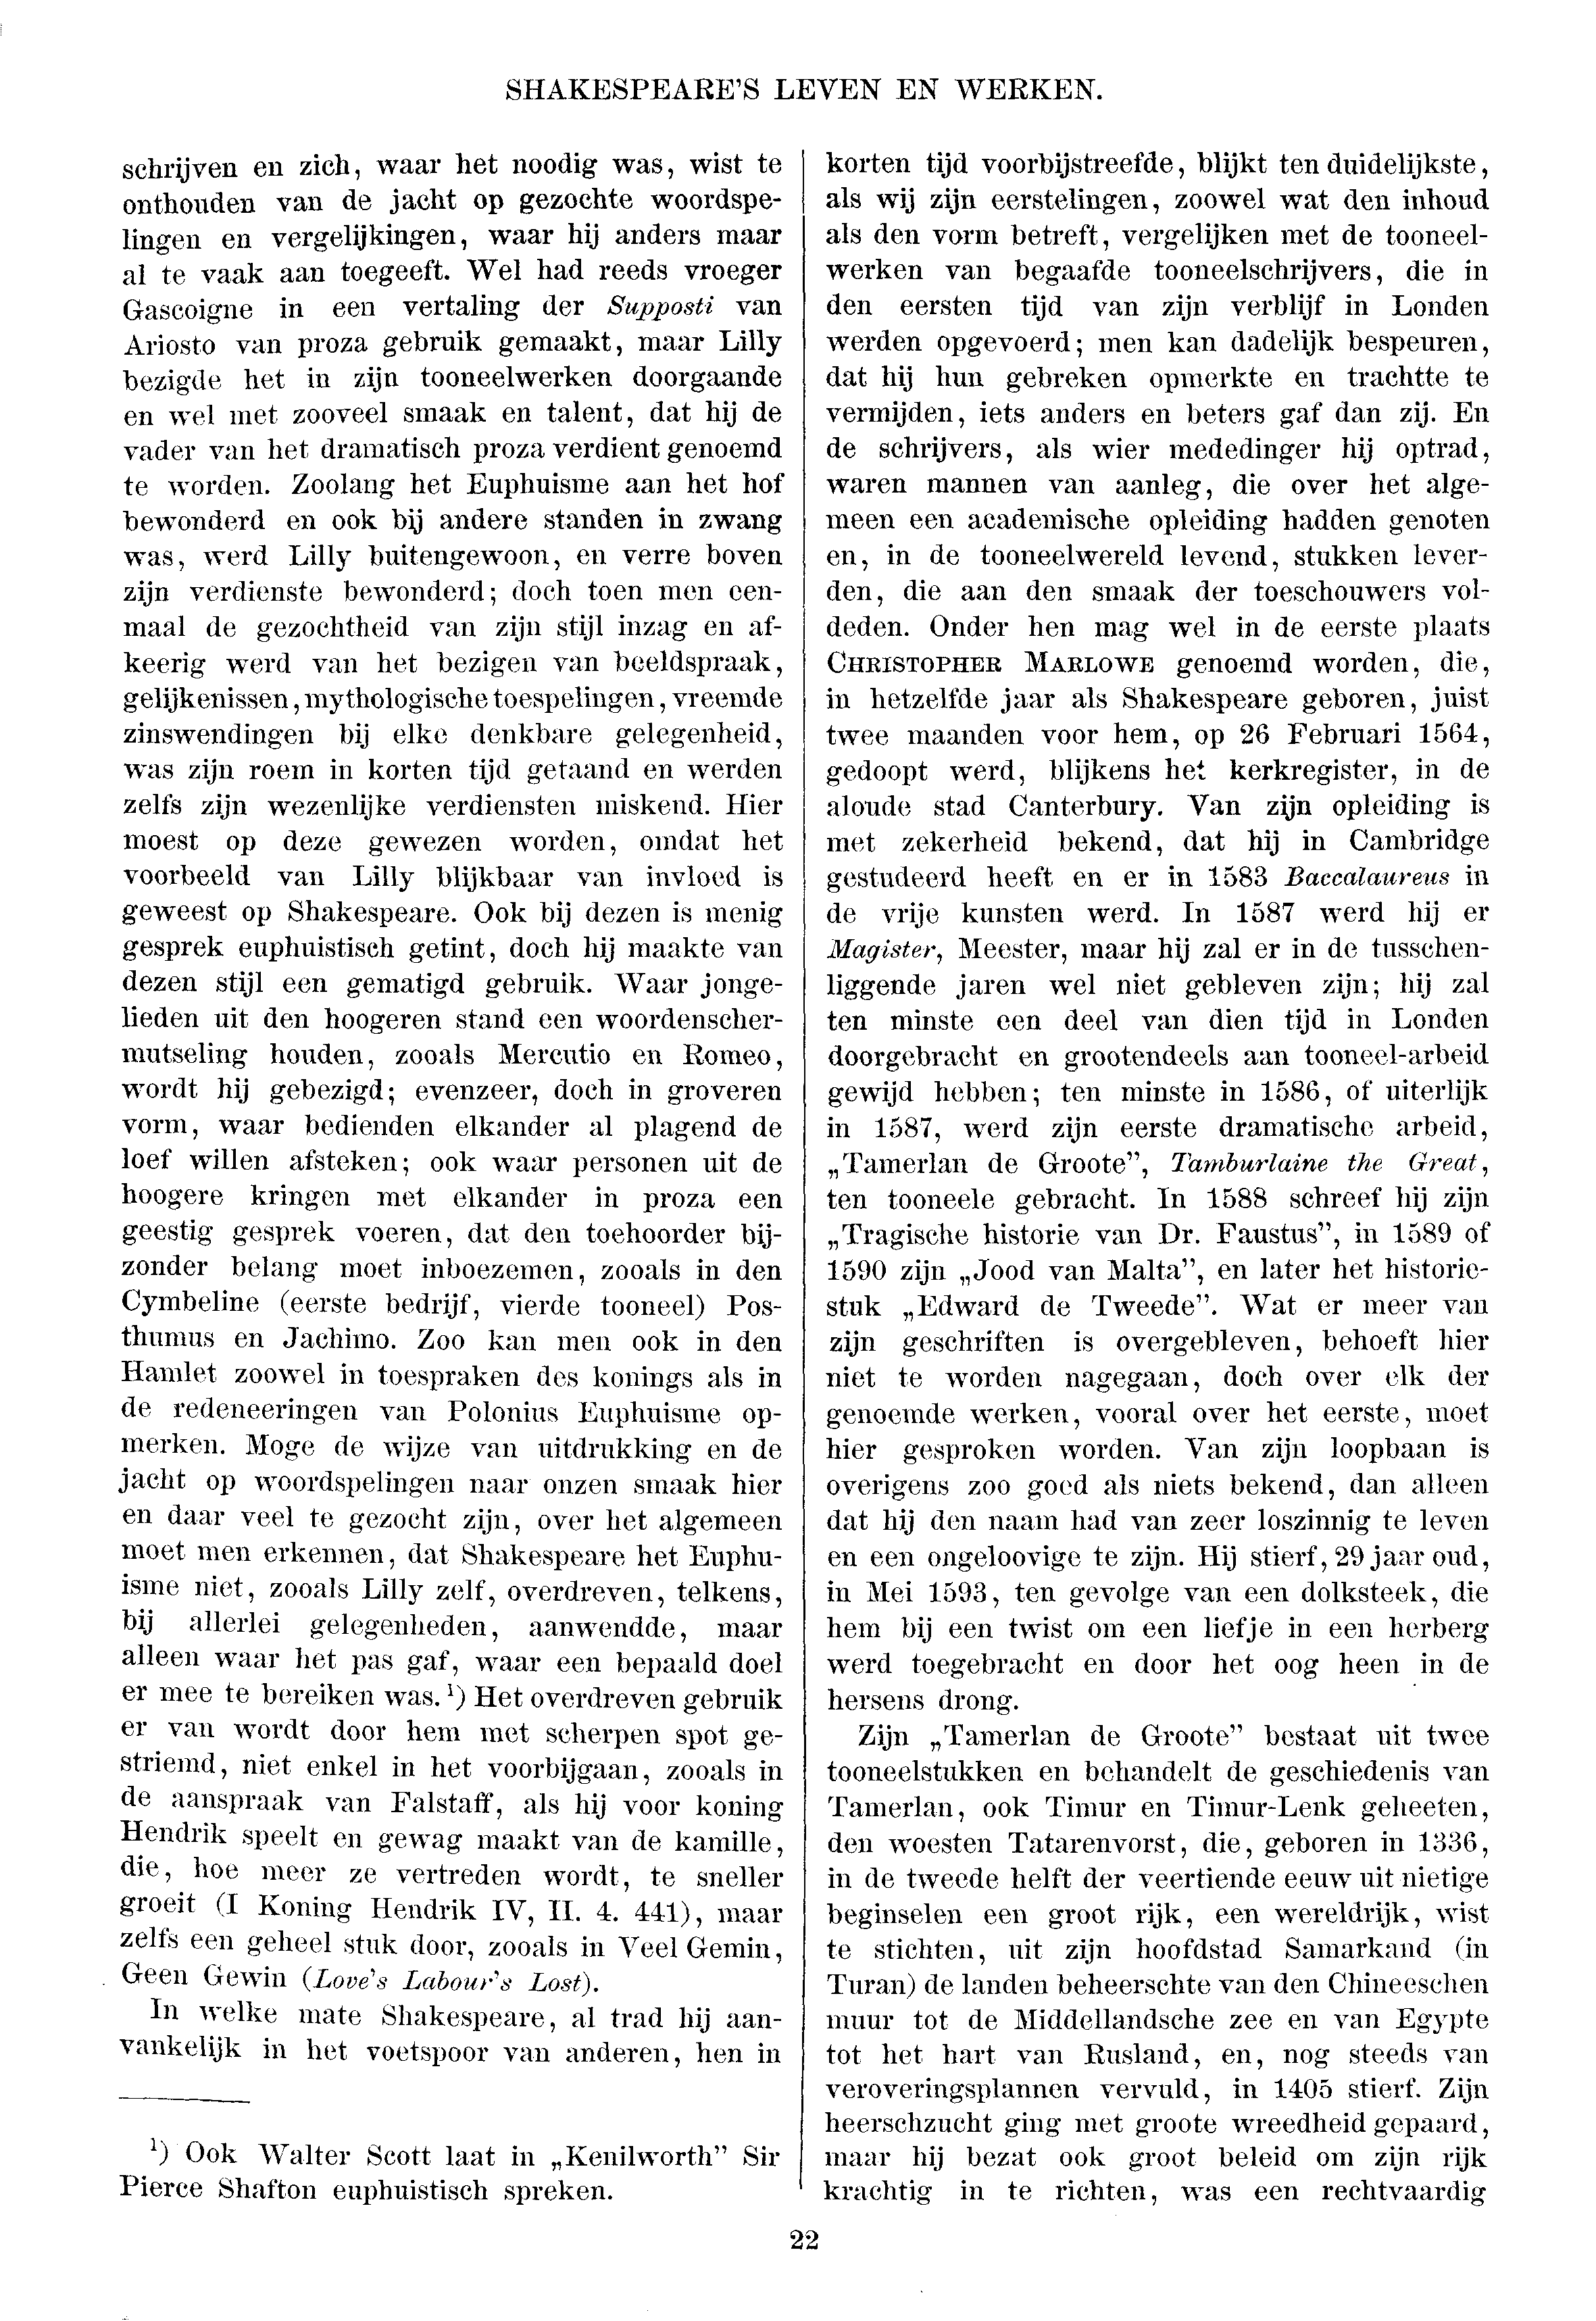 SHAKESPEARE'S LEVEN EN WERKEN.
schrijven en zich, waar het noodig was, wist te
onthouden van de jacht op gezochte woordspe-
lingen en vergelijkingen, waar hij anders maar
al te vaak aan toegeeft. Wel had reeds vroeger
Gascoigne in een vertaling der Supposti van
Ariosto van proza gebruik gemaakt, maar Lilly
bezigde het in zijn tooneelwerken doorgaande
en wel met zooveel smaak en talent, dat hij de
vader van het dramatisch proza verdient genoemd
te worden. Zoolang het Euphuisme aan het hof
bewonderd en ook bij andere standen in zwang
was, werd Lilly buitengewoon, en verre boven
zijn verdienste bewonderd; doch toen men een-
maal de gezochtheid van zijn stijl inzag en af-
keerig werd van het bezigen van beeldspraak,
gelijkenissen, mythologische toespelingen, vreemde
zinswendingen bij elke denkbare gelegenheid,
was zijn roem in korten tijd getaand en werden
zelfs zijn wezenlijke verdiensten miskend. Hier
moest op deze gewezen worden, omdat het
voorbeeld van Lilly blijkbaar van invloed is
geweest op Shakespeare. Ook bij dezen is menig
gesprek euphuistisch getint, doch hij maakte van
dezen stijl een gematigd gebruik. Waar jonge-
lieden uit den hoogeren stand een woordenscher-
mutseling houden, zooals Mercutio en Romeo,
wordt hij gebezigd; evenzeer, doch in groveren
vorm, waar bedienden elkander al plagend de
loef willen afsteken; ook waar personen uit de
hoogere kringen met elkander in proza een
geestig gesprek voeren, dat den toehoorder bij-
zonder belang moet inboezemen, zooals in den
Cymbeline (eerste bedrijf, vierde tooneel) Pos-
thumus en Jachimo. Zoo kan men ook in den
Hamlet zoowel in toespraken des konings als in
de redeneeringen van Polonius Euphuisme op-
merken. Moge de wijze van uitdrukking en de
jacht op woordspelingen naar onzen smaak hier
en daar veel te gezocht zijn, over het algemeen
moet men erkennen, dat Shakespeare het Euphu-
isme niet, zooals Lilly zelf, overdreven, telkens,
bij allerlei gelegenheden, aanwendde, maar
alleen waar het pas gaf, waar een bepaald doel
er mee te bereiken was. ¹) Het overdreven gebruik
er van wordt door hem met scherpen spot ge-
striemd, niet enkel in het voorbijgaan, zooals in
de aanspraak van Falstaff, als hij voor koning
Hendrik speelt en gewag maakt van de kamille,
die, hoe meer ze vertreden wordt, te sneller
groeit (I Koning Hendrik IV, II. 4. 441), maar
zelfs een geheel stuk door, zooals in Veel Gemin,
Geen Gewin (Love's Labour's Lost).
In welke mate Shakespeare, al trad hij aan-
vankelijk in het voetspoor van anderen, hen in
¹) Ook Walter Scott laat in „Kenilworth” Sir
Pierce Shafton euphuistisch spreken.
korten tijd voorbijstreefde, blijkt ten duidelijkste,
als wij zijn eerstelingen, zoowel wat den inhoud
als den vorm betreft, vergelijken met de tooneel-
werken van begaafde tooneelschrijvers, die in
den eersten tijd van zijn verblijf in Londen
werden opgevoerd; men kan dadelijk bespeuren,
dat hij hun gebreken opmerkte en trachtte te
vermijden, iets anders en beters gaf dan zij. En
de schrijvers, als wier mededinger hij optrad,
waren mannen van aanleg, die over het alge-
meen een academische opleiding hadden genoten
en, in de tooneelwereld levend, stukken lever-
den, die aan den smaak der toeschouwers vol-
deden. Onder hen mag wel in de eerste plaats
CHRISTOPHER MARLOWE genoemd worden, die,
in hetzelfde jaar als Shakespeare geboren, juist
twee maanden voor hem, op 26 Februari 1564,
gedoopt werd, blijkens het kerkregister, in de
aloude stad Canterbury. Van zijn opleiding is
met zekerheid bekend, dat hij in Cambridge
gestudeerd heeft en er in 1583 Baccalaureus in
de vrije kunsten werd. In 1587 werd hij er
Magister, Meester, maar hij zal er in de tusschen-
liggende jaren wel niet gebleven zijn; hij zal
ten minste een deel van dien tijd in Londen
doorgebracht en grootendeels aan tooneel-arbeid
gewijd hebben; ten minste in 1586, of uiterlijk
in 1587, werd zijn eerste dramatische arbeid,
„Tamerlan de Groote”, Tamburlaine the Great,
ten tooneele gebracht. In 1588 schreef hij zijn
„Tragische historie van Dr. Faustus”, in 1589 of
1590 zijn „Jood van Malta”, en later het historie-
stuk „Edward de Tweede”. Wat er meer van
zijn geschriften is overgebleven, behoeft hier
niet te worden nagegaan, doch over elk der
genoemde werken, vooral over het eerste, moet
hier gesproken worden. Van zijn loopbaan is
overigens zoo goed als niets bekend, dan alleen
dat hij den naam had van zeer loszinnig te leven
en een ongeloovige te zijn. Hij stierf, 29 jaar oud,
in Mei 1593, ten gevolge van een dolksteek, die
hem bij een twist om een liefje in een herberg
werd toegebracht en door het oog heen in de
hersens drong.
Zijn „Tamerlan de Groote” bestaat uit twee
tooneelstukken en behandelt de geschiedenis van
Tamerlan, ook Timur en Timur-Lenk geheeten,
den woesten Tatarenvorst, die, geboren in 1336,
in de tweede helft der veertiende eeuw uit nietige
beginselen een groot rijk, een wereldrijk, wist
te stichten, uit zijn hoofdstad Samarkand (in
Turan) de landen beheerschte van den Chineeschen
muur tot de Middellandsche zee en van Egypte
tot het hart van Rusland, en, nog steeds van
veroveringsplannen vervuld, in 1405 stierf. Zijn
heerschzucht ging met groote wreedheid gepaard,
maar hij bezat ook groot beleid om zijn rijk
krachtig in te richten, was een rechtvaardig
22